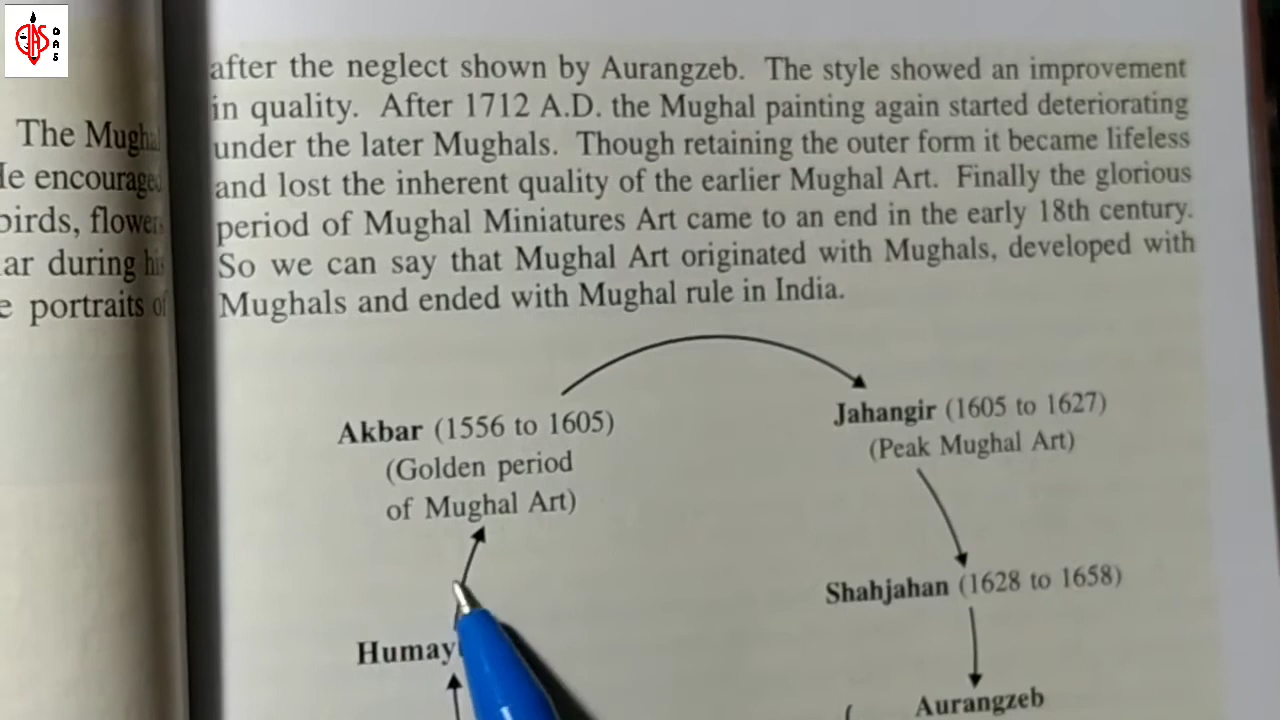 DAS
The Mugh
le encourage
birds, flower
ar during his
e portraits of
after the neglect shown by Aurangzeb. The style showed an improvement
in quality. After 1712 A.D. the Mughal painting again started deteriorating
under the later Mughals. Though retaining the outer form it became lifeless
and lost the inherent quality of the earlier Mughal Art. Finally the glorious
period of Mughal Miniatures Art came to an end in the early 18th century.
So we can say that Mughal Art originated with Mughals, developed with
Mughals and ended with Mughal rule in India.
Akbar (1556 to 1605)
(Golden period
of Mughal Art)
Jahangir (1605 to 1627)
(Peak Mughal Art)
Shahjahan (1628 to 1658)
Humay
Aurangzeb